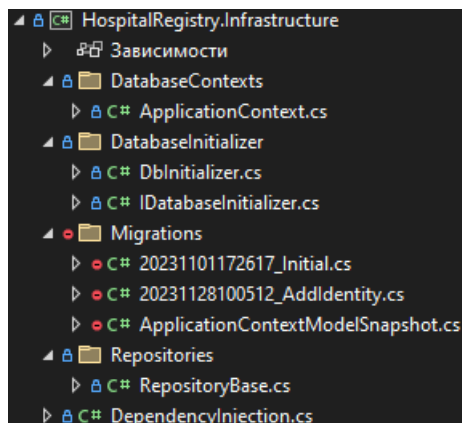 C# HospitalRegistry.Infrastructure
Зависимости
DatabaseContexts
C# ApplicationContext.cs
DatabaseInitializer
C# DbInitializer.cs
C# IDatabaseInitializer.cs
Migrations
C# 20231101172617_Initial.cs
C# 20231128100512_AddIdentity.cs
C# ApplicationContextModelSnapshot.cs
Repositories
C# RepositoryBase.cs
C# DependencyInjection.cs